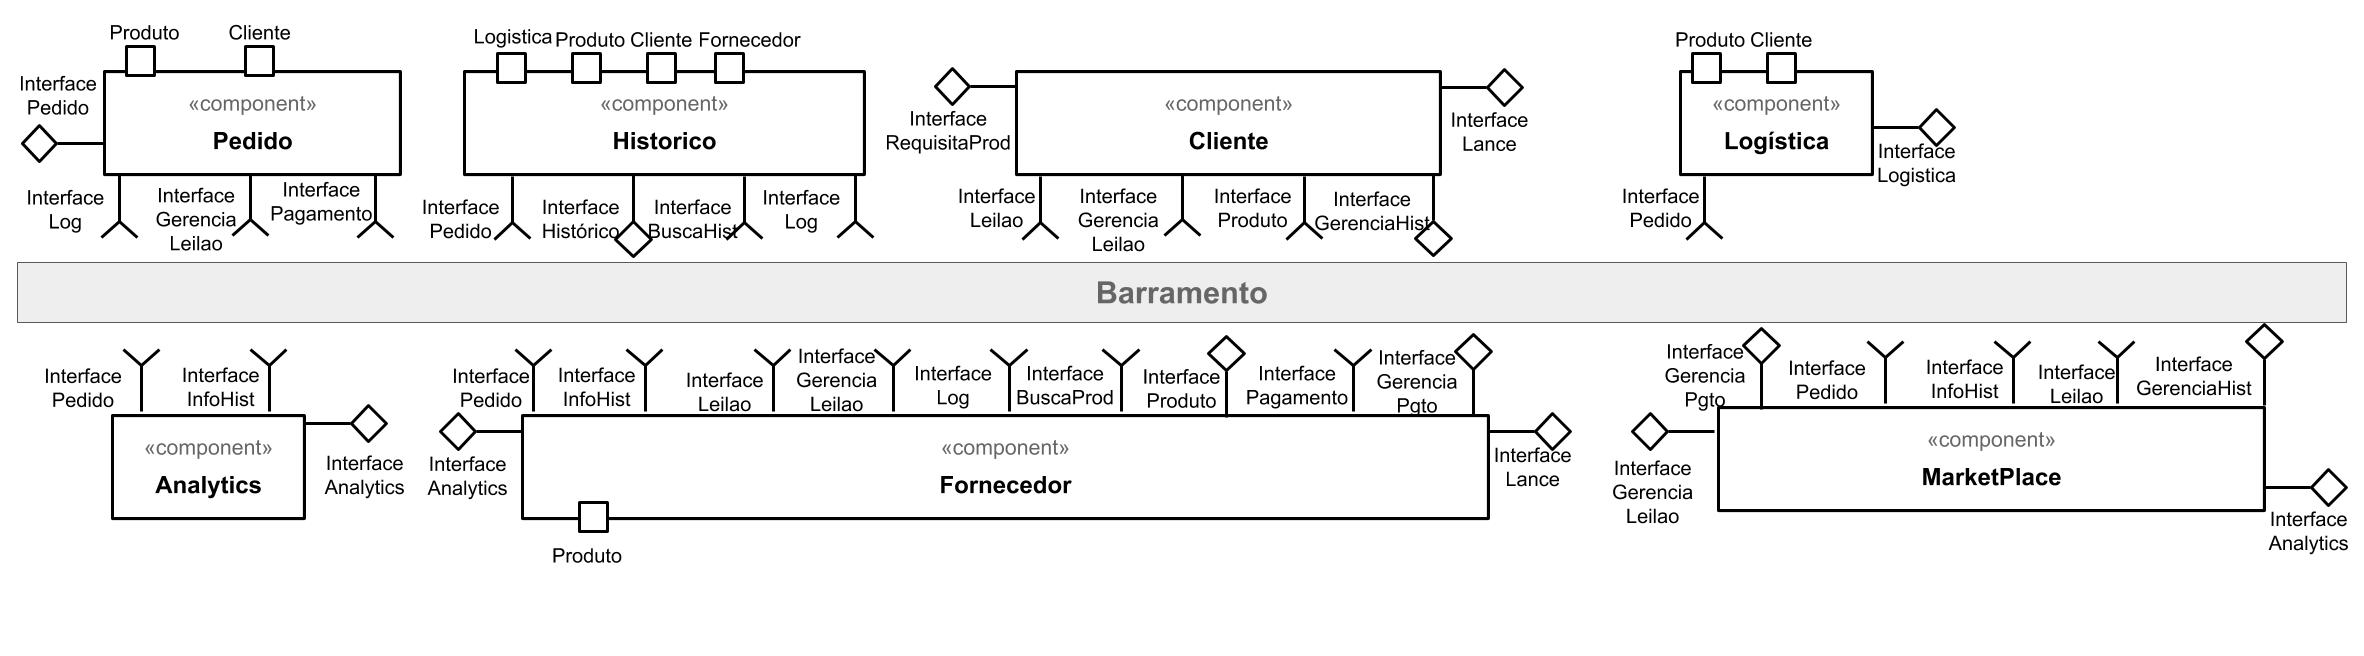 Produto
Cliente
Interface
Pedido
«component»
Pedido
Interface
Log
Interface
Gerencia
Leilao
Interface
Pagamento
Logistica
Produto
Cliente
Fornecedor
«component»
Historico
Interface
Pedido
Interface
Histórico
Interface
BuscaHist
Interface
Log
Interface
RequisitaProd
«component»
Cliente
Interface
Lance
Interface
Leilao
Interface
Gerencia
Leilao
Interface
Produto
Interface
GerenciaHist
Produto
Cliente
«component»
Logística
Interface
Logistica
Interface
Pedido
Barramento
Interface
Pedido
Interface
InfoHist
«component»
Analytics
Interface
Analytics
Interface
Pedido
Interface
InfoHist
Interface
Leilao
Interface
Gerencia
Leilao
Interface
Log
Interface
BuscaProd
Interface
Produto
Interface
Pagamento
Interface
Gerencia
Pgto
Interface
Analytics
«component»
Fornecedor
Interface
Lance
Produto
Interface
Gerencia
Pgto
Interface
Pedido
Interface
InfoHist
Interface
Leilao
Interface
GerenciaHist
Interface
Gerencia
Leilao
«component»
MarketPlace
Interface
Analytics